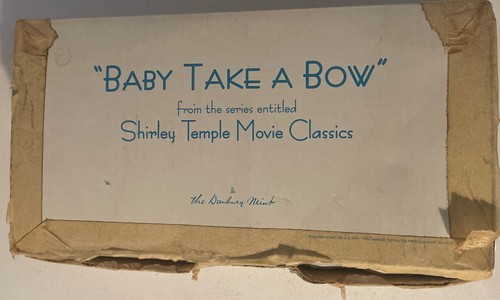 "BABY TAKE A BOW"
from the series entitled
Shirley Temple Movie Classics
The Danbury Mint